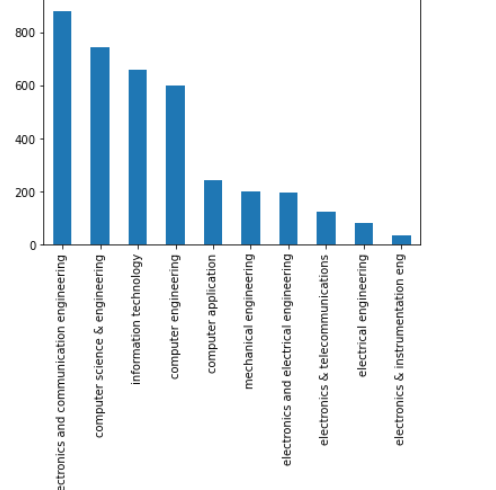 800
600
400
200
0
ectronics and communication engineering
computer science & engineering
information technology
computer engineering
computer application
mechanical engineering
electronics and electrical engineering
electronics & telecommunications
electrical engineering
electronics & instrumentation eng